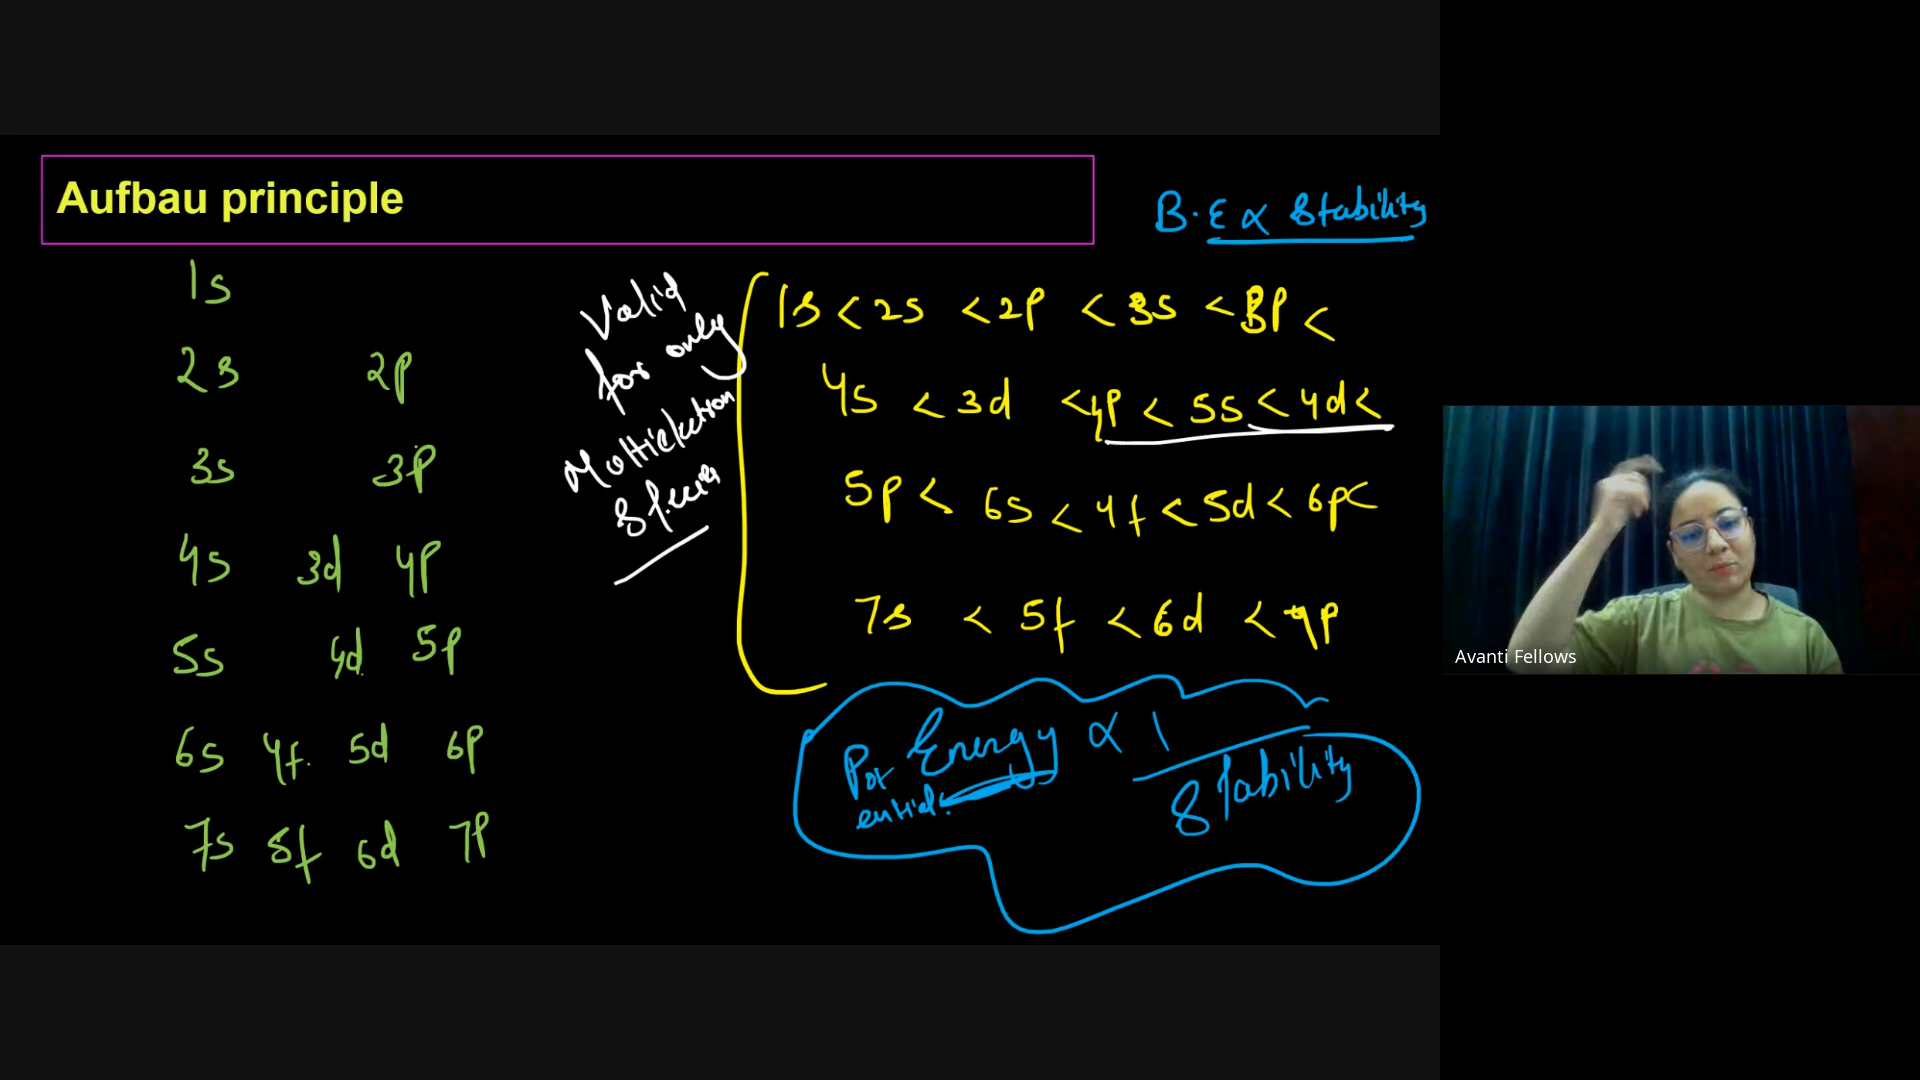 Aufbau principle
B.E ∝ Stability
1s
2s 2p
3s 3p
4s 3d 4p
5s 4d 5p
6s 4f. 5d 6p
7s 5f 6d 7p
Valid
for only
Multielectron
Species
1s < 2s < 2p < 3s < 3p <
4s < 3d < 4p < 5s < 4d <
5p < 6s < 4f < 5d < 6p <
7s < 5f < 6d < 7p
Potential Energy ∝ 1
Stability
Avanti Fellows